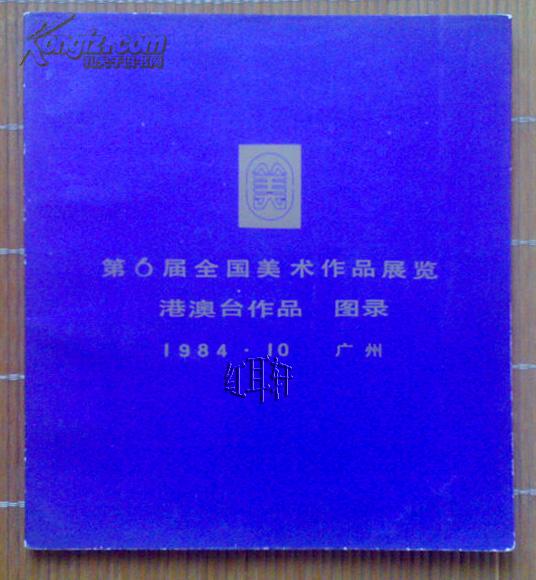 Kongfz.com
孔夫子旧书网
美
第6届全国美术作品展览
港澳台作品 图录
1984·10 广州
红耳轩